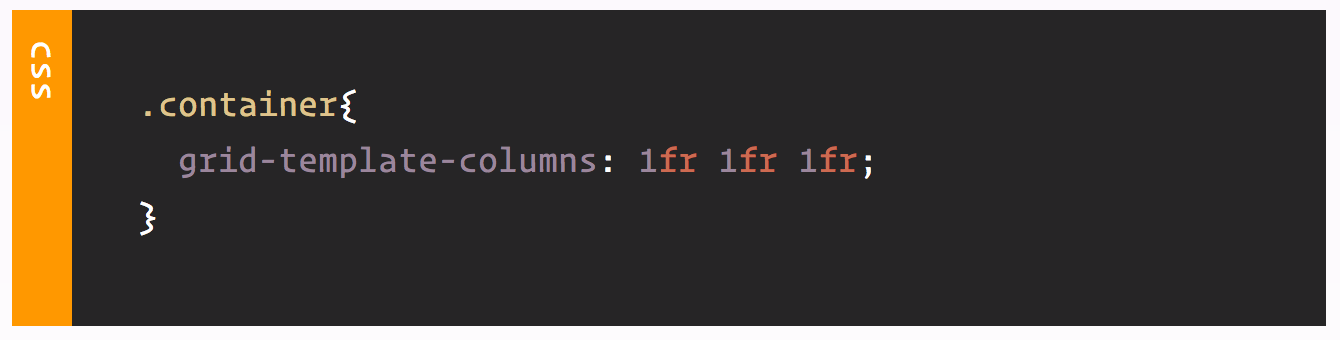 CSS
.container{
  grid-template-columns: 1fr 1fr 1fr;
}